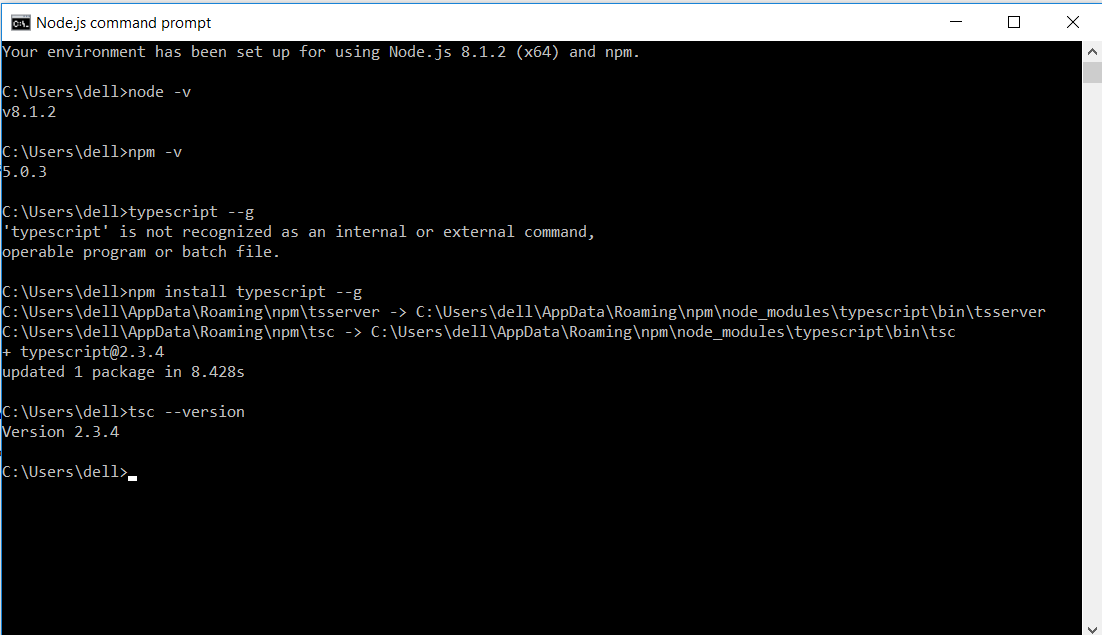 Node.js command prompt
Your environment has been set up for using Node.js 8.1.2 (x64) and npm.
C:\Users\dell>node -v
v8.1.2
C:\Users\dell>npm -v
5.0.3
C:\Users\dell>typescript --g
'typescript' is not recognized as an internal or external command,
operable program or batch file.
C:\Users\dell>npm install typescript --g
C:\Users\dell\AppData\Roaming\npm\tsserver -> C:\Users\dell\AppData\Roaming\npm\node_modules\typescript\bin\tsserver
C:\Users\dell\AppData\Roaming\npm\tsc -> C:\Users\dell\AppData\Roaming\npm\node_modules\typescript\bin\tsc
+ typescript@2.3.4
updated 1 package in 8.428s
C:\Users\dell>tsc --version
Version 2.3.4
C:\Users\dell>